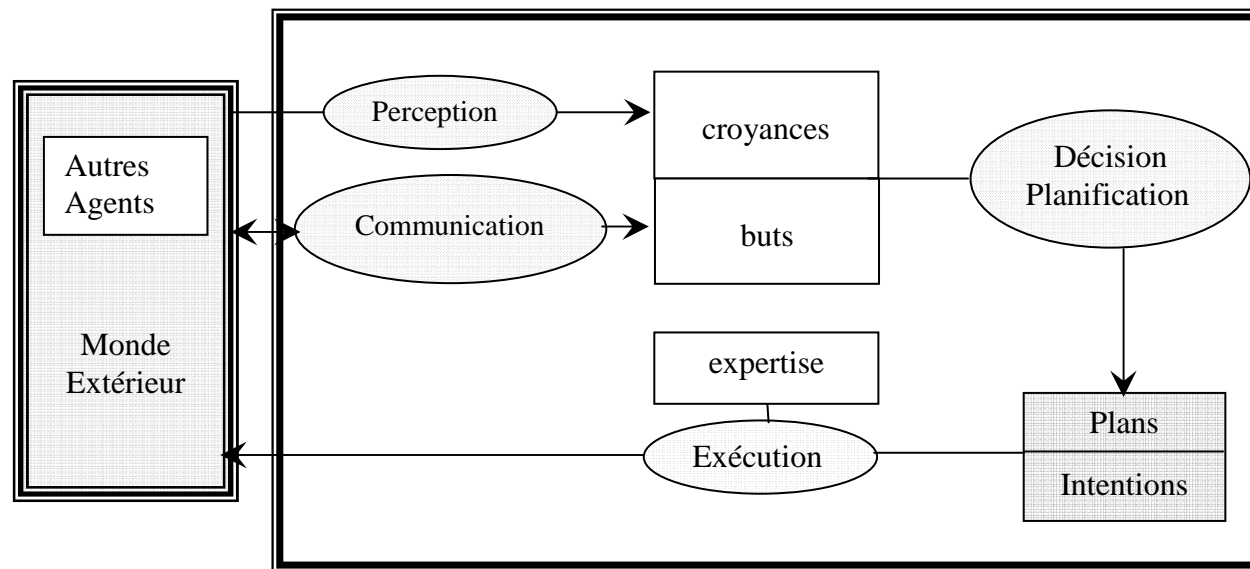 Perception
croyances
Autres
Agents
Décision
Planification
Communication
buts
Monde
Extérieur
expertise
Plans
Exécution
Intentions